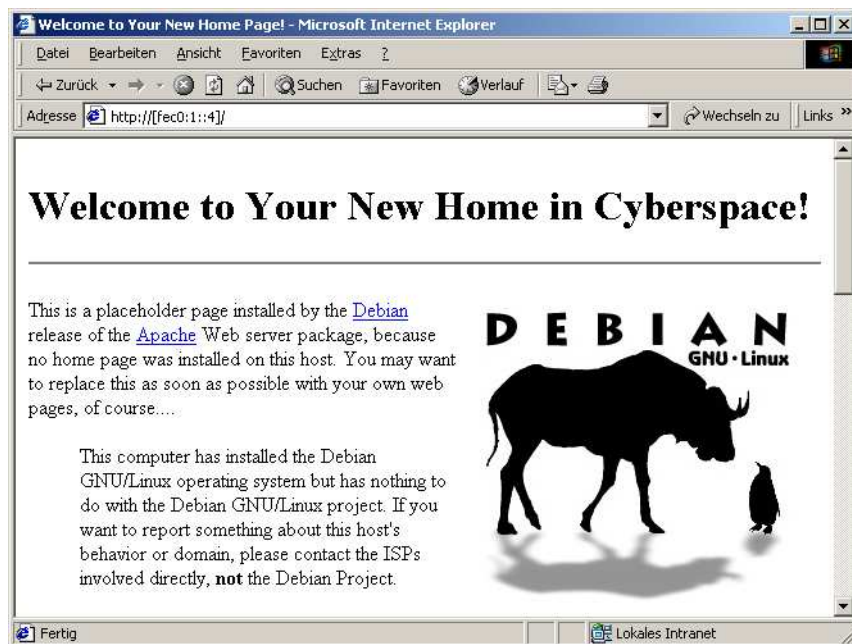 Welcome to Your New Home Page! - Microsoft Internet Explorer
Datei Bearbeiten Ansicht Favoriten Extras ?
Zurück Suchen Favoriten Verlauf
Adresse http://[fec0:1::4]/ Wechseln zu Links »
Welcome to Your New Home in Cyberspace!
This is a placeholder page installed by the Debian
release of the Apache Web server package, because
no home page was installed on this host. You may want
to replace this as soon as possible with your own web
pages, of course....
DEBIAN
GNU·Linux
This computer has installed the Debian
GNU/Linux operating system but has nothing to
do with the Debian GNU/Linux project. If you
want to report something about this host's
behavior or domain, please contact the ISPs
involved directly, not the Debian Project.
Fertig Lokales Intranet